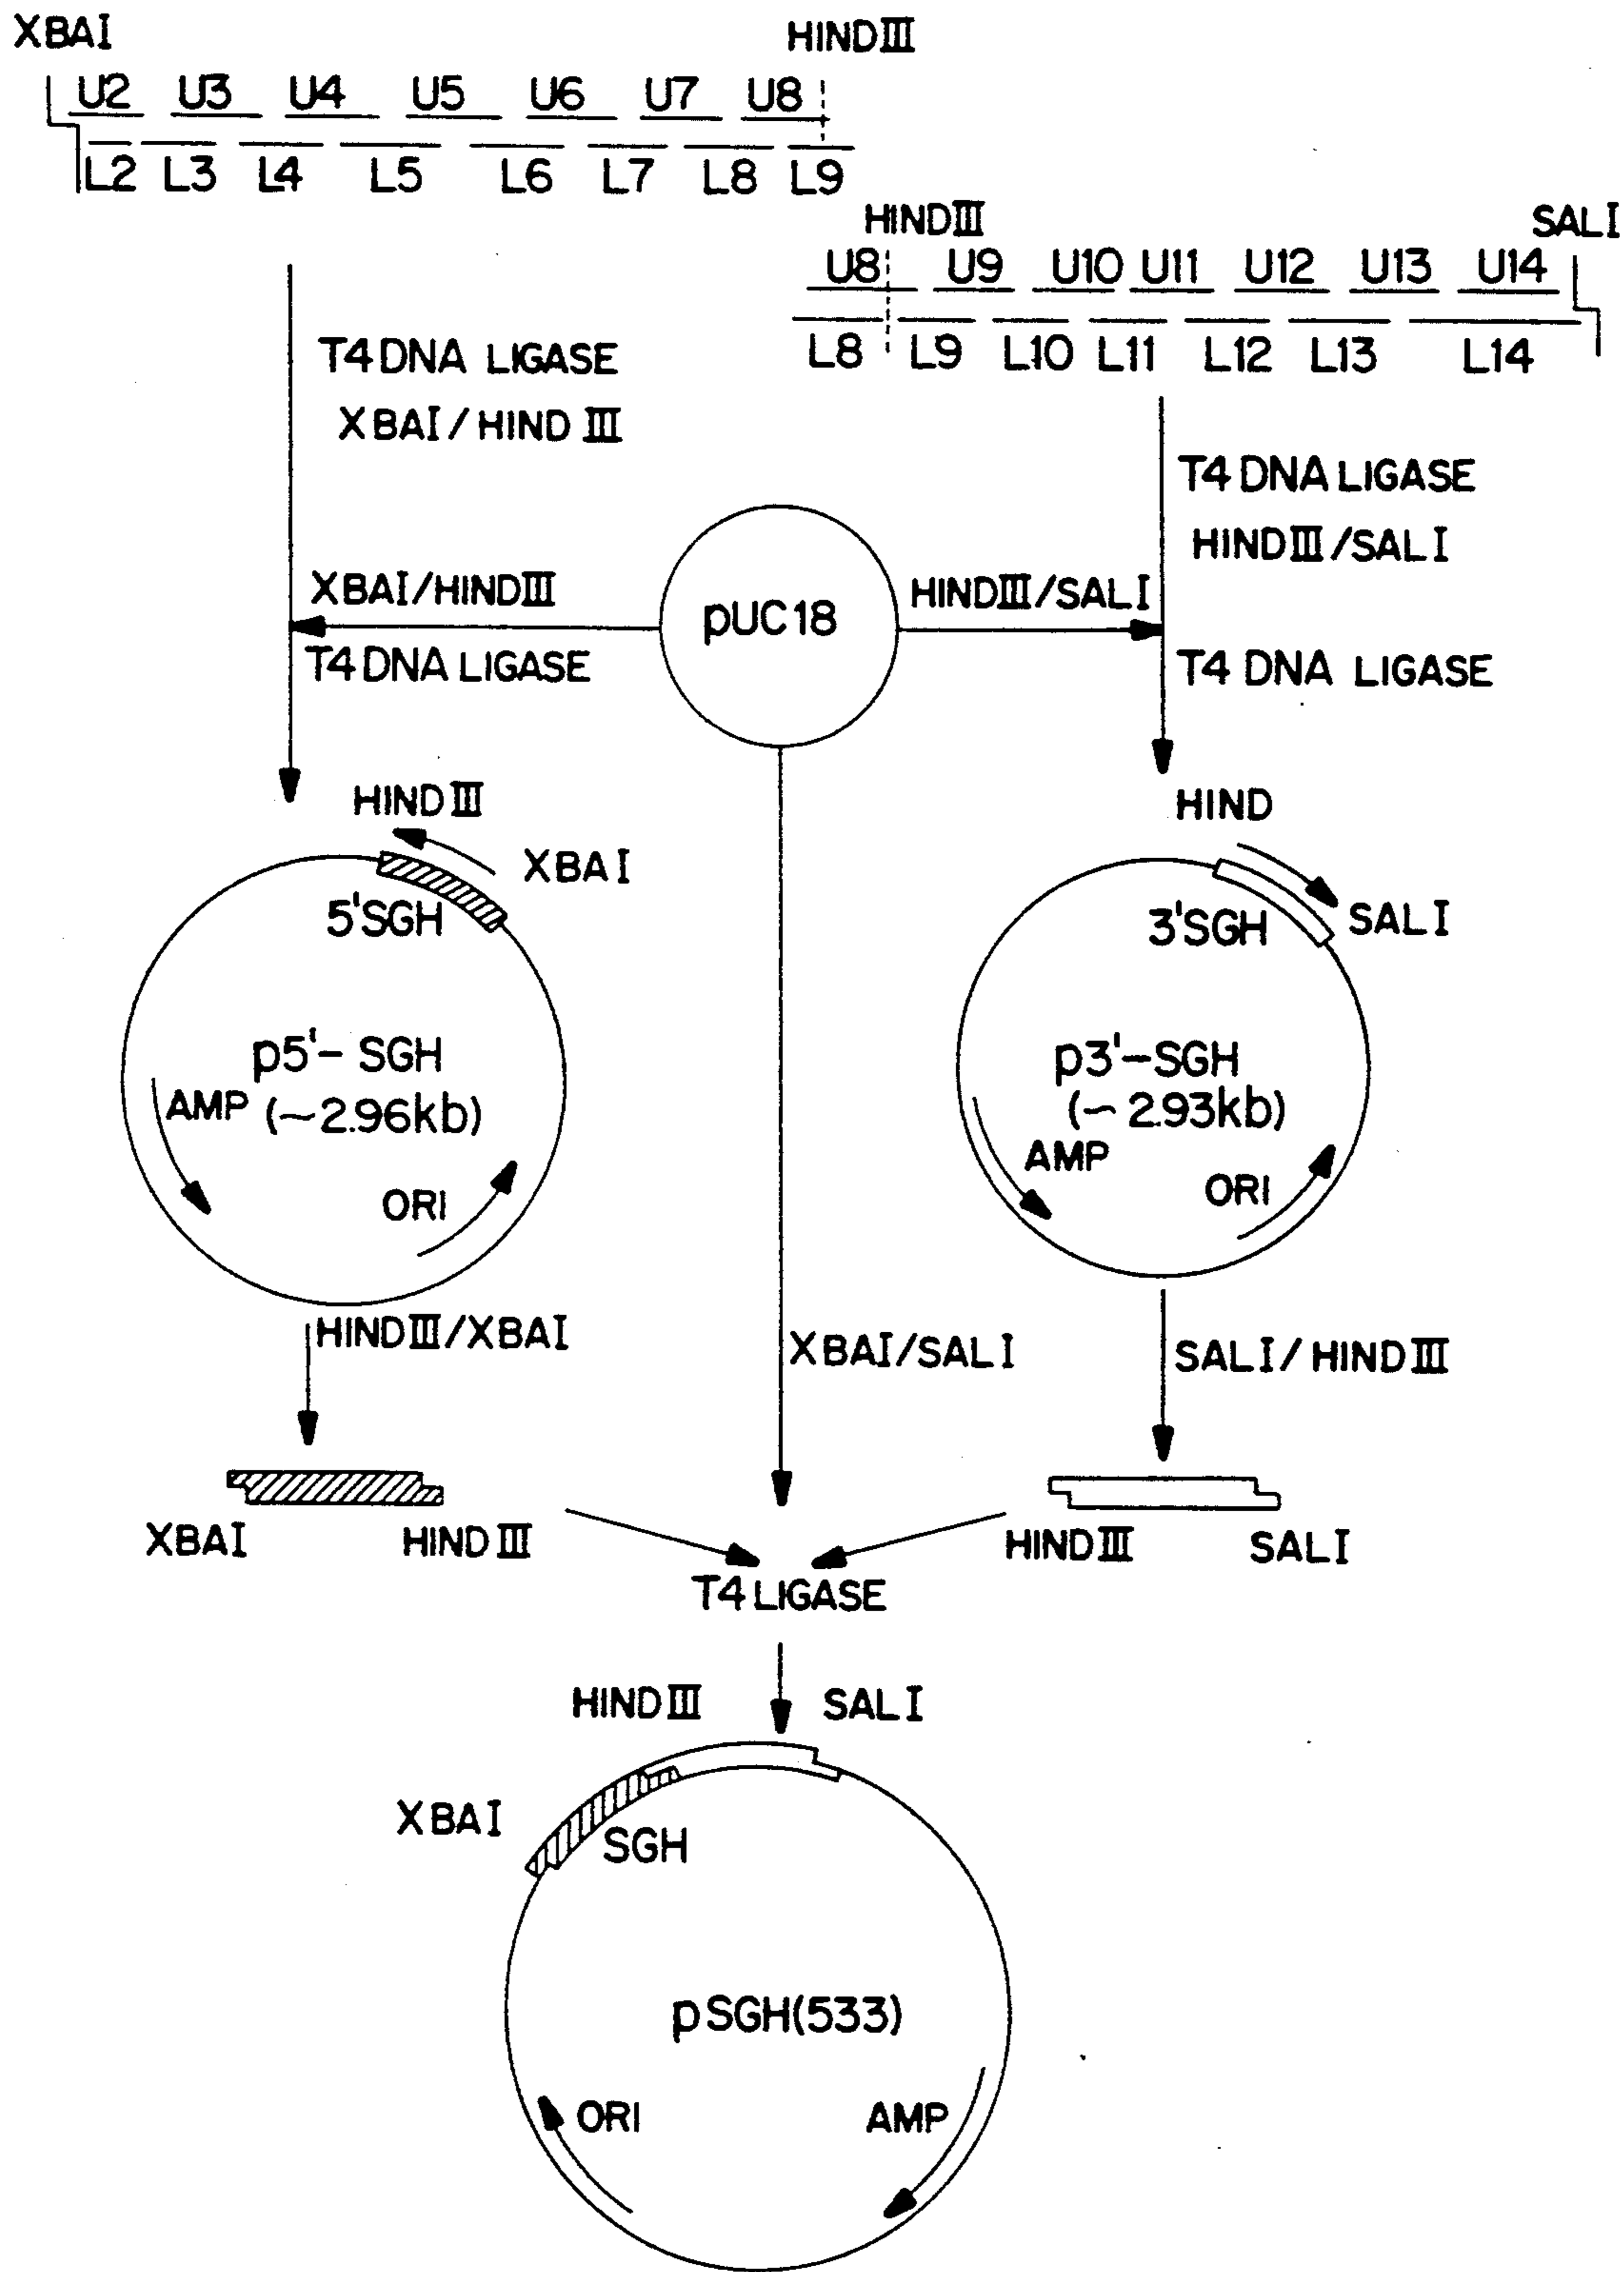 XBAI
HINDIII
U2 U3 U4 U5 U6 U7 U8
L2 L3 L4 L5 L6 L7 L8 L9
HINDIII
SALI
U8 U9 U10 U11 U12 U13 U14
L8 L9 L10 L11 L12 L13 L14
T4 DNA LIGASE
XBAI/HIND III
T4 DNA LIGASE
HINDIII/SALI
XBAI/HINDIII
T4 DNA LIGASE
pUC18
HINDIII/SALI
T4 DNA LIGASE
HINDIII
XBAI
5'SGH
p5'-SGH
(~2.96kb)
AMP
ORI
HIND
SALI
3'SGH
p3'-SGH
(~2.93kb)
AMP
ORI
HINDIII/XBAI
XBAI/SALI
SALI/HINDIII
XBAI
HINDIII
HINDIII
SALI
T4 LIGASE
HINDIII
SALI
XBAI
SGH
pSGH(533)
ORI
AMP